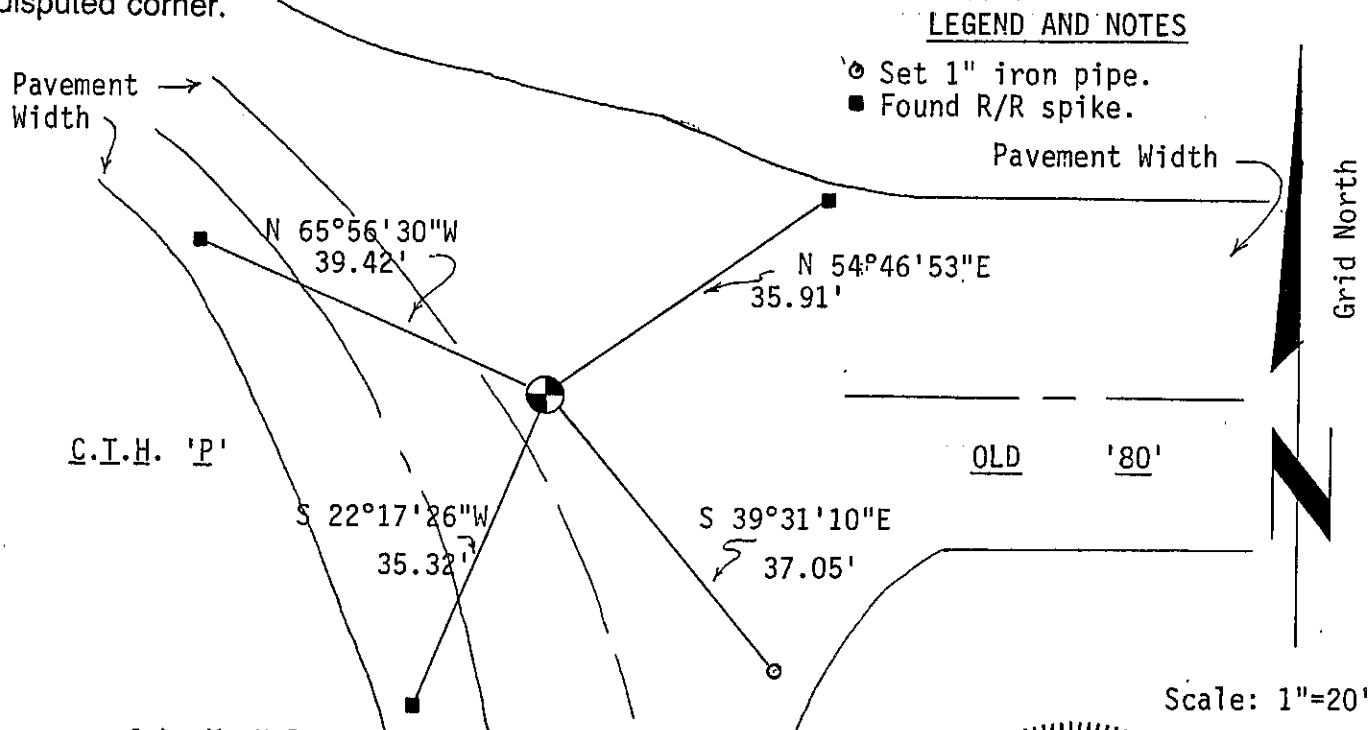 disputed corner.
LEGEND AND NOTES
Set 1" iron pipe.
Found R/R spike.
Pavement
Width
Pavement Width
Grid North
N 65°56'30"W
39.42'
N 54°46'53"E
35.91'
C.T.H. 'P'
OLD '80'
S 22°17'26"W
35.32'
S 39°31'10"E
37.05'
N
Scale: 1"=20'